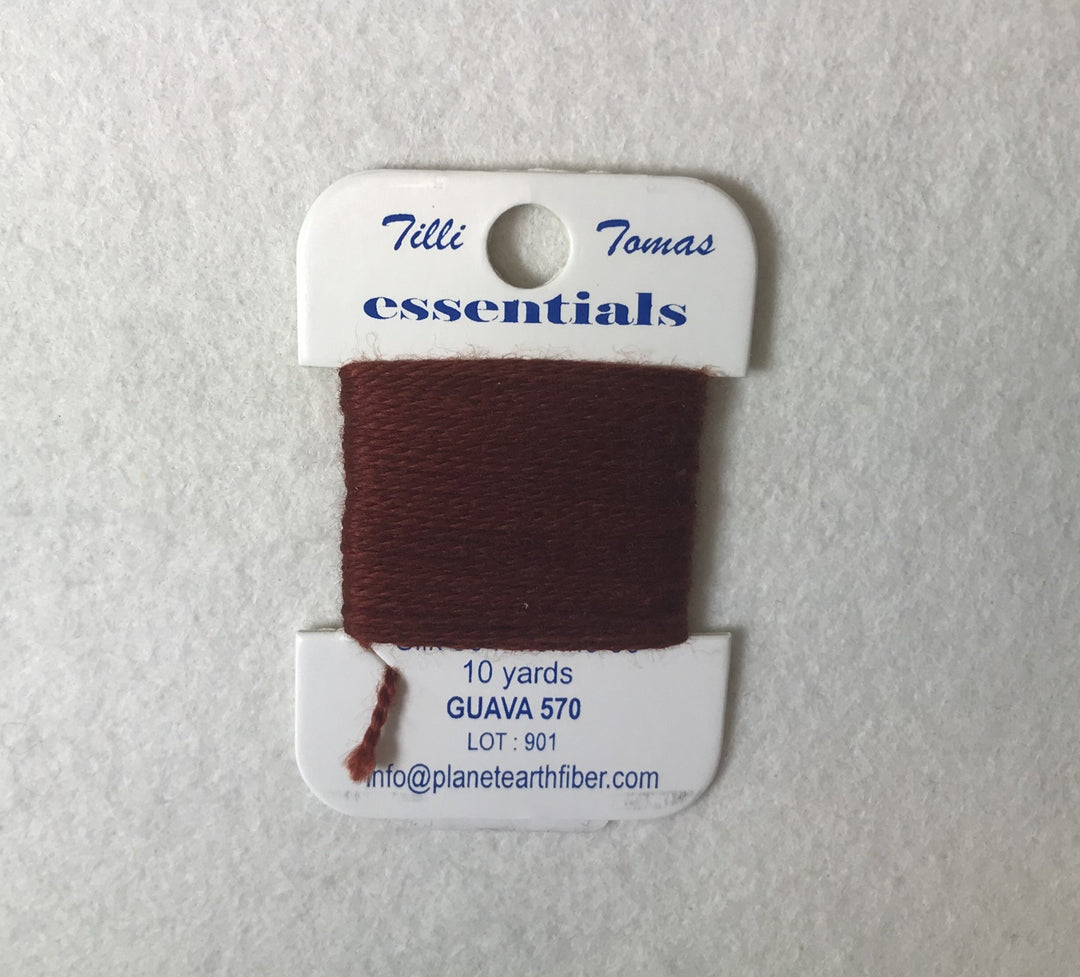 Tilli Tomas
essentials
10 yards
GUAVA 570
LOT : 901
info@planetearthfiber.com